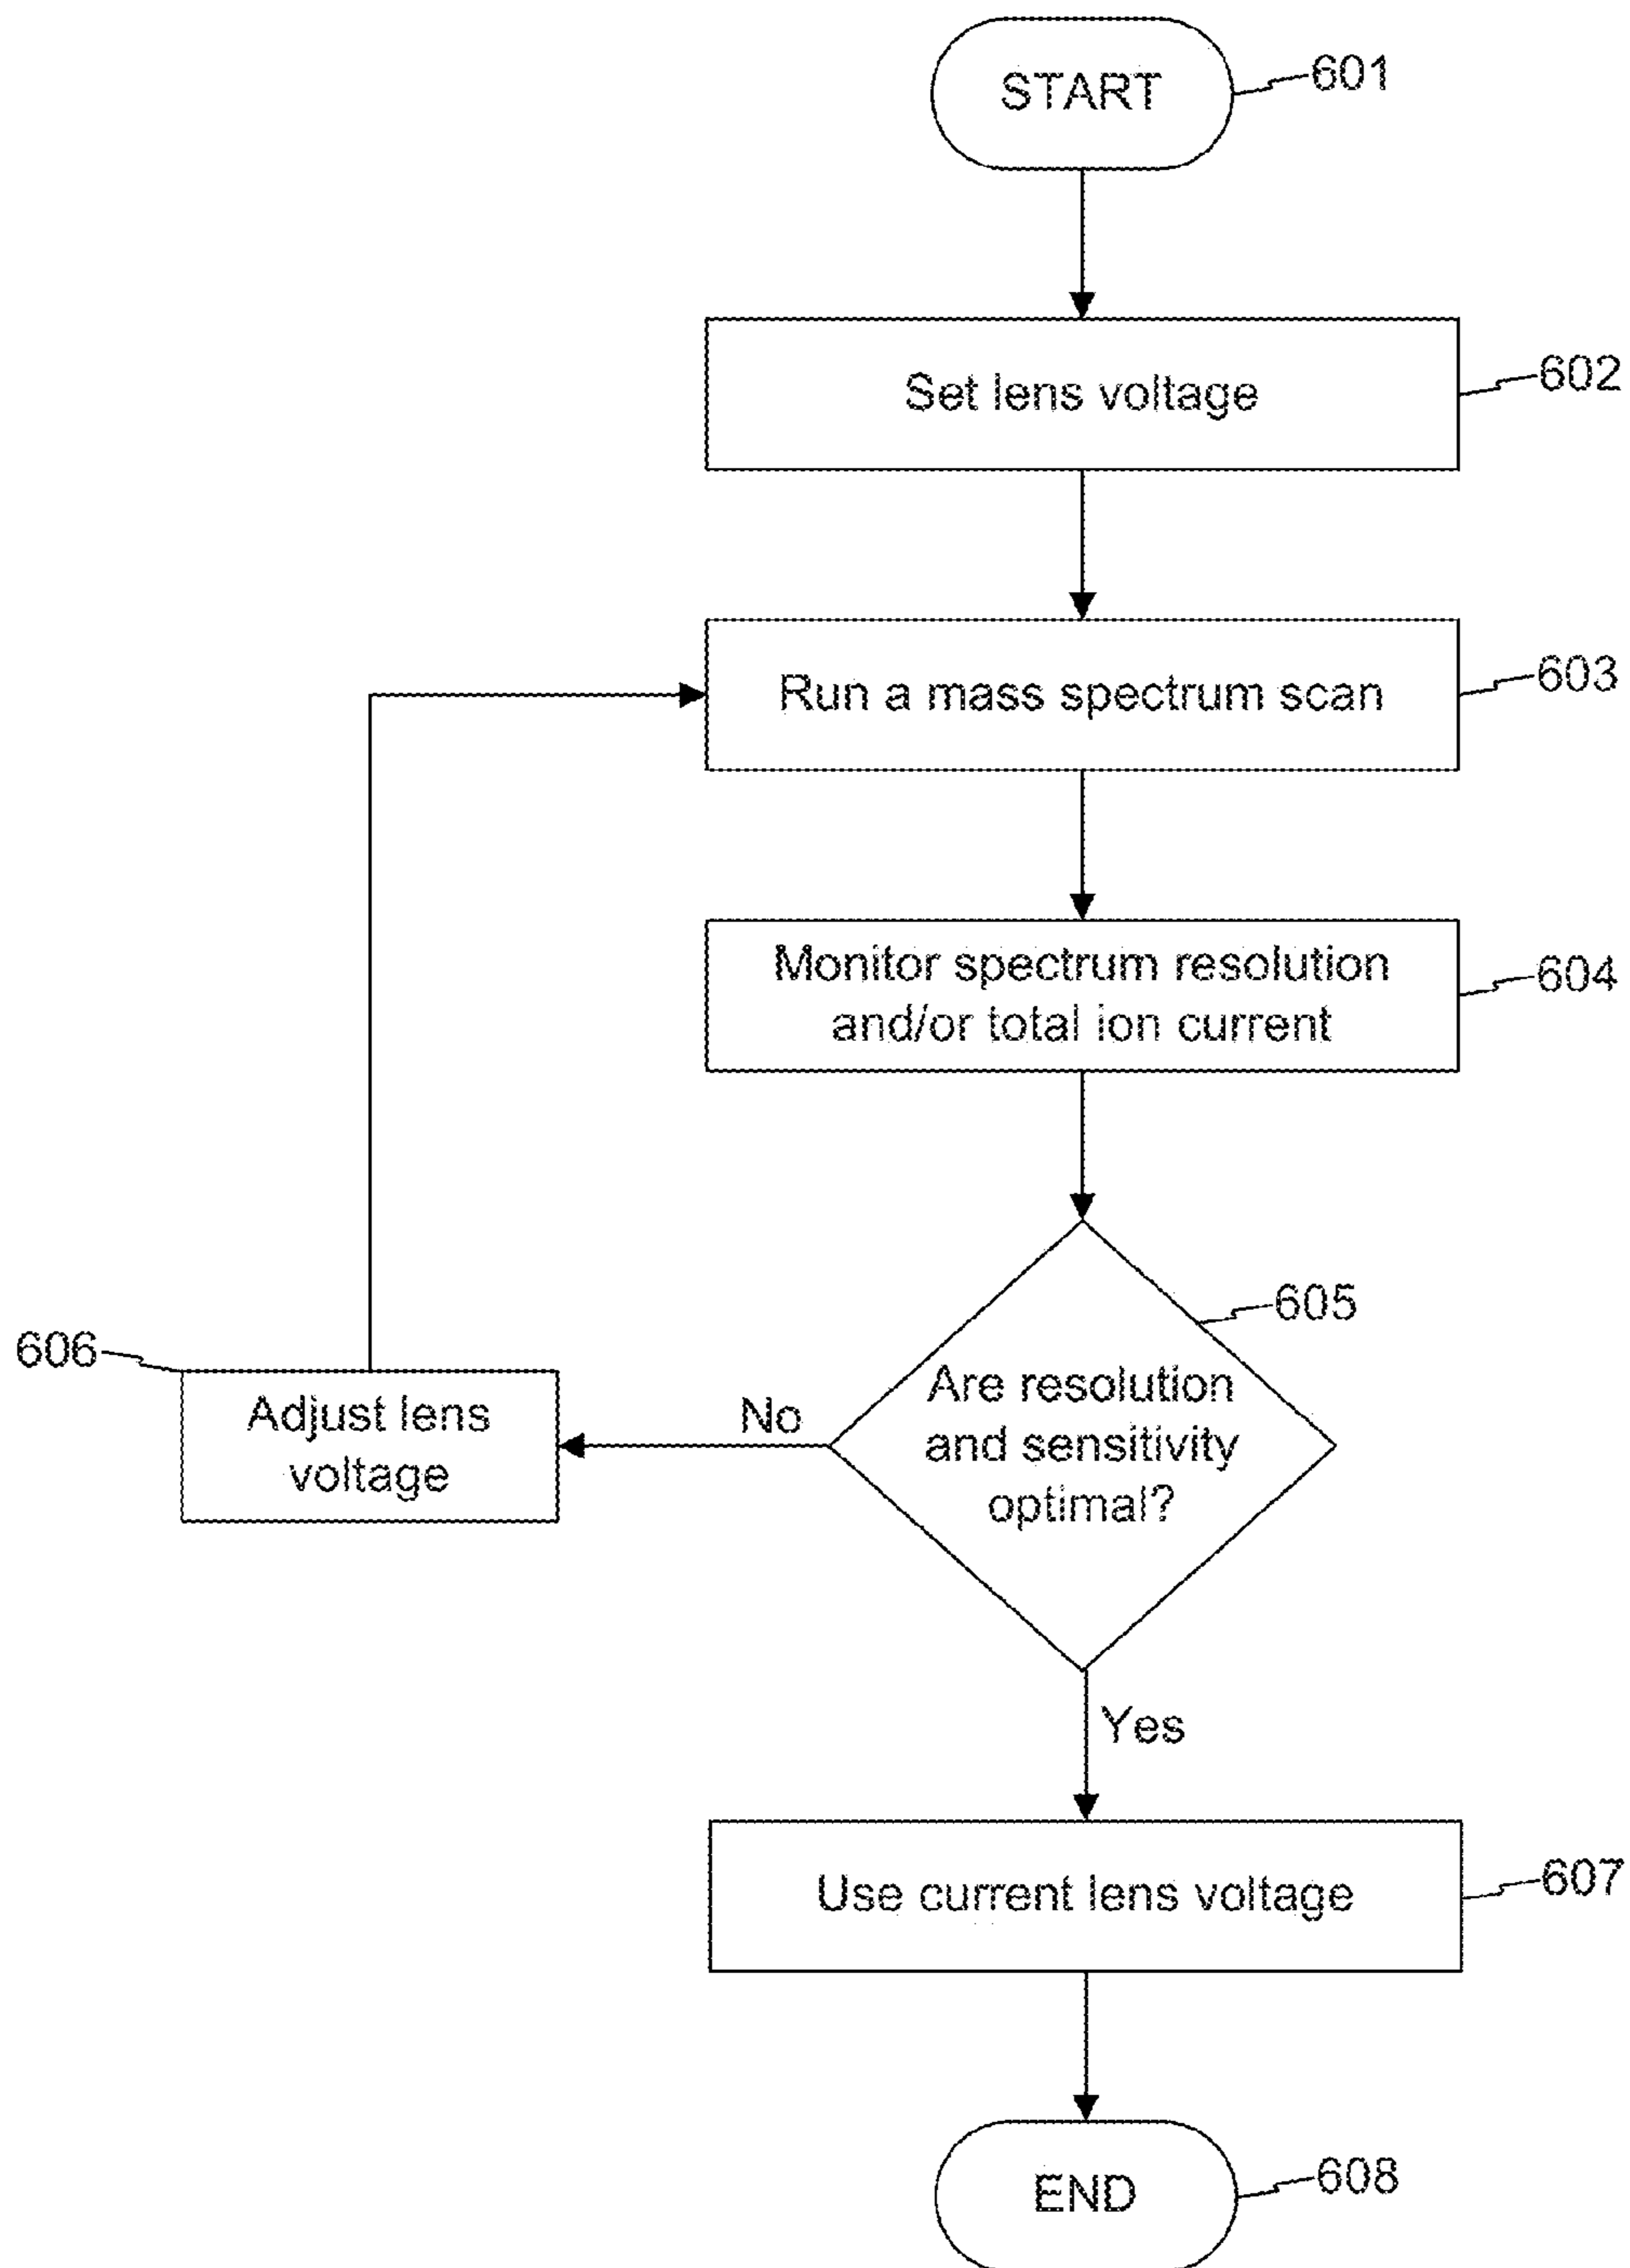 START
601
Set lens voltage
602
Run a mass spectrum scan
603
Monitor spectrum resolution
and/or total ion current
604
605
Are resolution
and sensitivity
optimal?
No
606
Adjust lens
voltage
Yes
Use current lens voltage
607
END
608